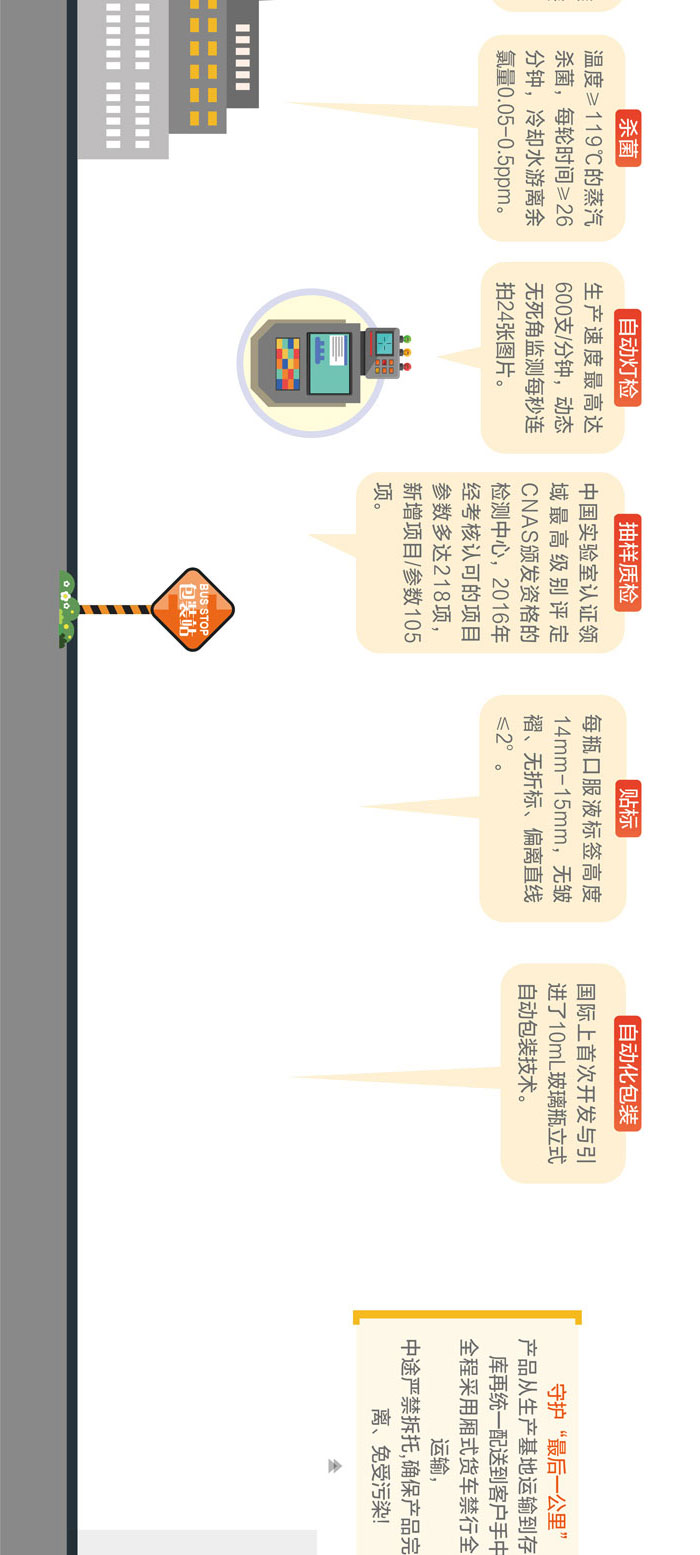 杀菌
温度≥119℃的蒸汽
杀菌，每轮时间≥26
分钟，冷却水游离余
氯量0.05-0.5ppm。
自动灯检
生产速度最高达
600支/分钟，动态
无死角监测每秒连
拍24张图片。
抽样质检
中国实验室认证领
域最高级别评定
CNAS颁发资格的
检测中心，2016年
经考核认可的项目
参数多达218项，
新增项目/参数105
项。
BUS STOP
包装站
贴标
每瓶口服液标签高度
14mm-15mm，无皱
褶、无折标、偏离直线
≤2°。
自动化包装
国际上首次开发与引
进了10mL玻璃瓶立式
自动包装技术。
守护“最后一公里”
产品从生产基地运输到存
库再统一配送到客户手中
全程采用厢式货车禁行全
运输，
中途严禁拆托,确保产品完
离、免受污染!